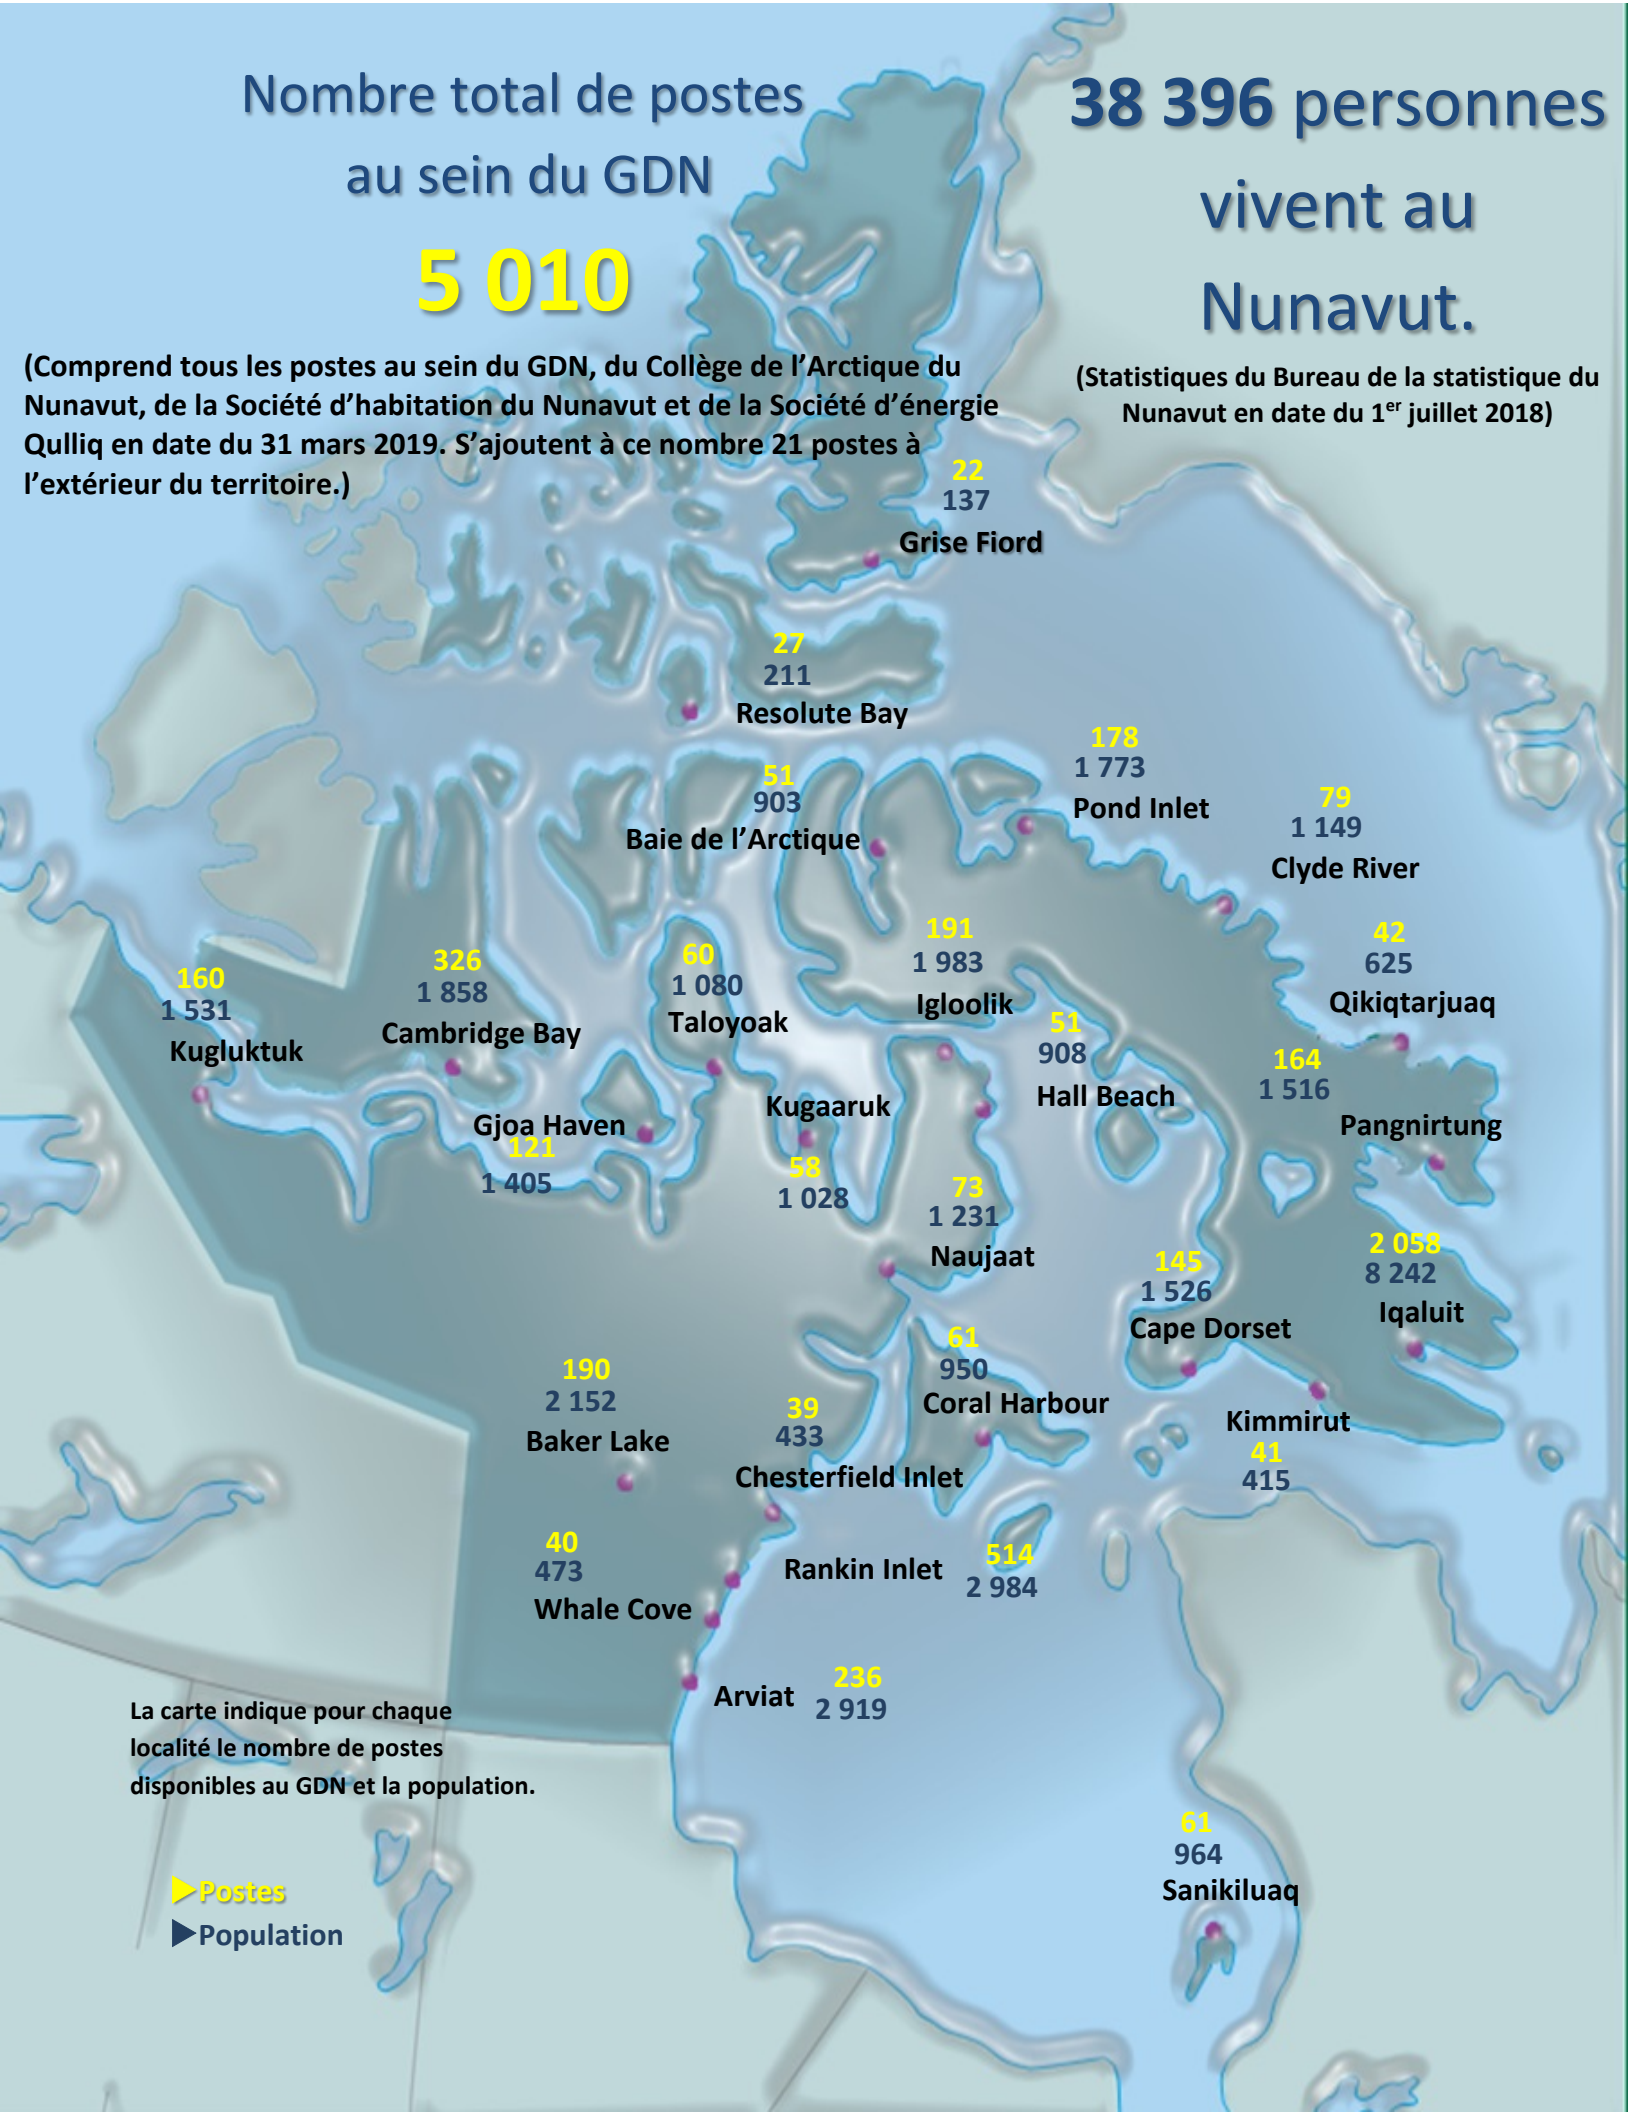 Nombre total de postes
au sein du GDN
5 010
(Comprend tous les postes au sein du GDN, du Collège de l’Arctique du
Nunavut, de la Société d’habitation du Nunavut et de la Société d’énergie
Qulliq en date du 31 mars 2019. S’ajoutent à ce nombre 21 postes à
l’extérieur du territoire.)
38 396 personnes
vivent au
Nunavut.
(Statistiques du Bureau de la statistique du
Nunavut en date du 1er juillet 2018)
22
137
Grise Fiord
27
211
Resolute Bay
178
1 773
Pond Inlet
51
903
Baie de l’Arctique
79
1 149
Clyde River
191
1 983
Igloolik
42
625
Qikiqtarjuaq
160
1 531
Kugluktuk
326
1 858
Cambridge Bay
60
1 080
Taloyoak
51
908
Hall Beach
164
1 516
Pangnirtung
Gjoa Haven
121
1 405
Kugaaruk
58
1 028
73
1 231
Naujaat
145
1 526
Cape Dorset
2 058
8 242
Iqaluit
61
950
Coral Harbour
190
2 152
Baker Lake
39
433
Chesterfield Inlet
Kimmirut
41
415
40
473
Whale Cove
Rankin Inlet
514
2 984
Arviat
236
2 919
La carte indique pour chaque
localité le nombre de postes
disponibles au GDN et la population.
61
964
Sanikiluaq
Postes
Population